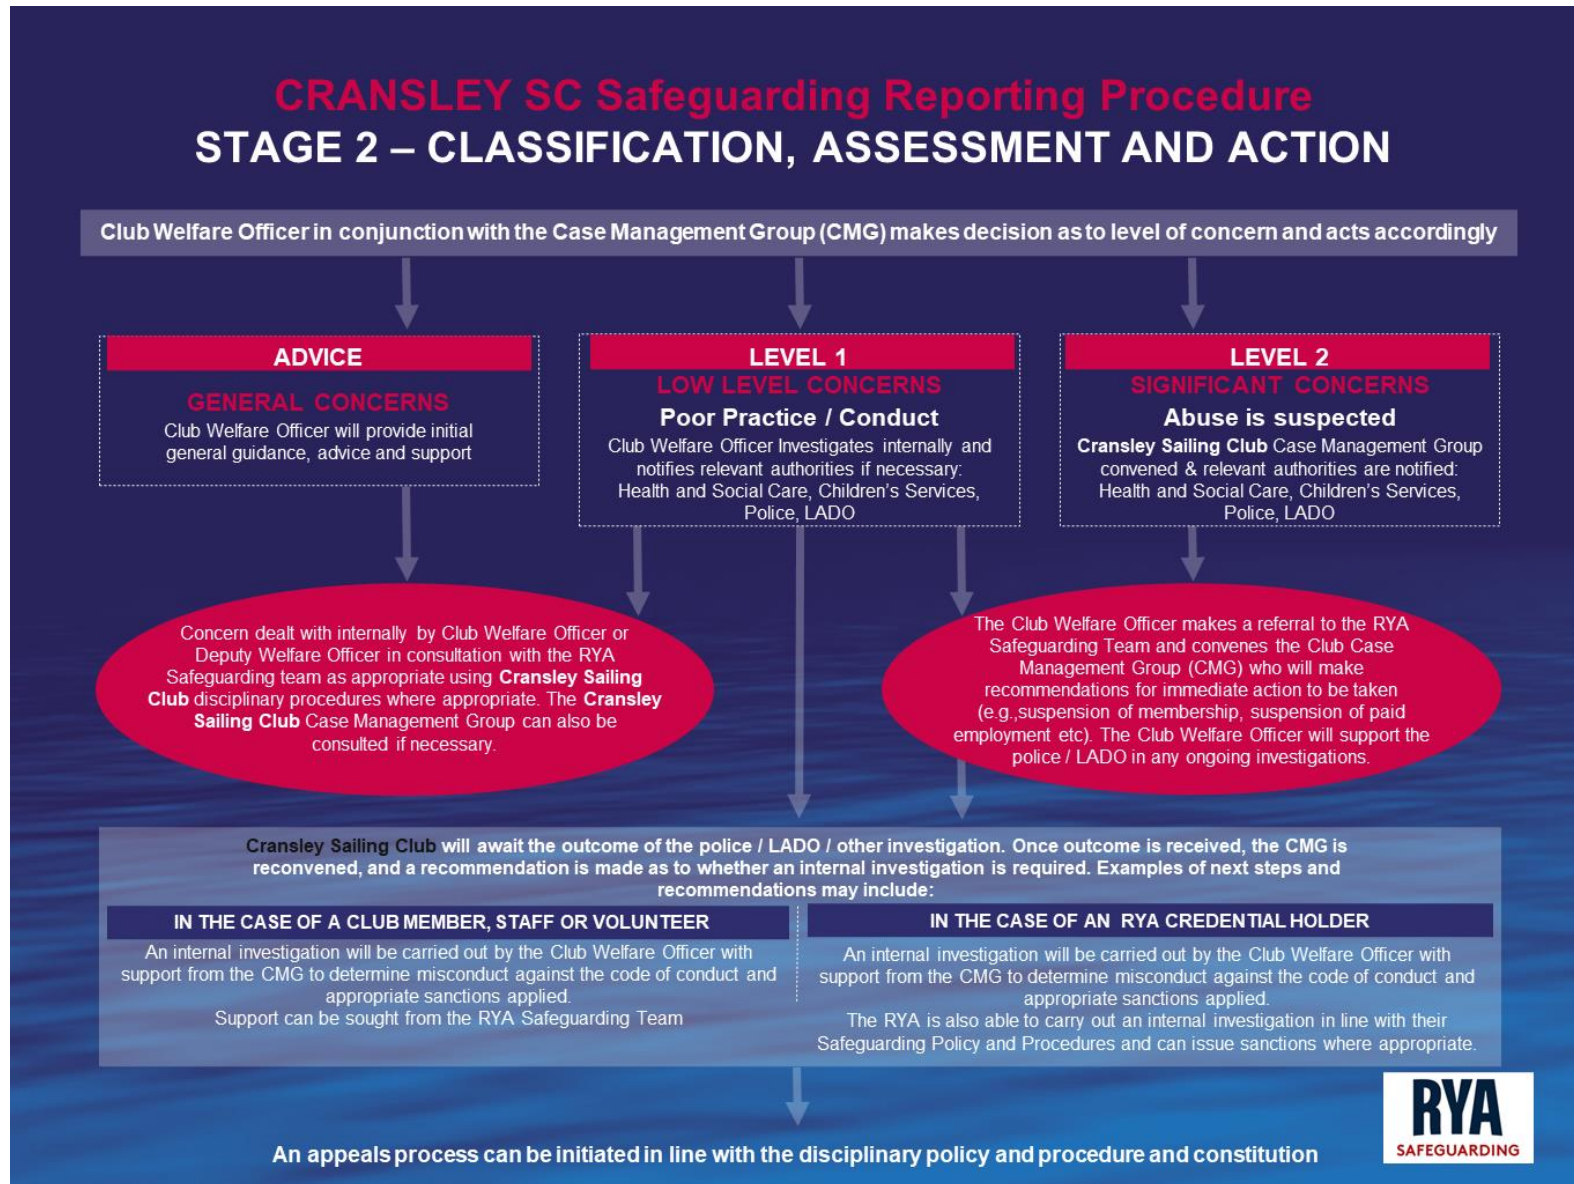 CRANSLEY SC Safeguarding Reporting Procedure
STAGE 2 – CLASSIFICATION, ASSESSMENT AND ACTION
Club Welfare Officer in conjunction with the Case Management Group (CMG) makes decision as to level of concern and acts accordingly
ADVICE
GENERAL CONCERNS
Club Welfare Officer will provide initial
general guidance, advice and support
LEVEL 1
LOW LEVEL CONCERNS
Poor Practice / Conduct
Club Welfare Officer Investigates internally and
notifies relevant authorities if necessary:
Health and Social Care, Children's Services,
Police, LADO
LEVEL 2
SIGNIFICANT CONCERNS
Abuse is suspected
Cransley Sailing Club Case Management Group
convened & relevant authorities are notified:
Health and Social Care, Children's Services,
Police, LADO
Concern dealt with internally by Club Welfare Officer or
Deputy Welfare Officer in consultation with the RYA
Safeguarding team as appropriate using Cransley Sailing
Club disciplinary procedures where appropriate. The Cransley
Sailing Club Case Management Group can also be
consulted if necessary.
The Club Welfare Officer makes a referral to the RYA
Safeguarding Team and convenes the Club Case
Management Group (CMG) who will make
recommendations for immediate action to be taken
(e.g.,suspension of membership, suspension of paid
employment etc). The Club Welfare Officer will support the
police / LADO in any ongoing investigations.
Cransley Sailing Club will await the outcome of the police / LADO / other investigation. Once outcome is received, the CMG is
reconvened, and a recommendation is made as to whether an internal investigation is required. Examples of next steps and
recommendations may include:
IN THE CASE OF A CLUB MEMBER, STAFF OR VOLUNTEER
An internal investigation will be carried out by the Club Welfare Officer with
support from the CMG to determine misconduct against the code of conduct and
appropriate sanctions applied.
Support can be sought from the RYA Safeguarding Team
IN THE CASE OF AN RYA CREDENTIAL HOLDER
An internal investigation will be carried out by the Club Welfare Officer with
support from the CMG to determine misconduct against the code of conduct and
appropriate sanctions applied.
The RYA is also able to carry out an internal investigation in line with their
Safeguarding Policy and Procedures and can issue sanctions where appropriate.
An appeals process can be initiated in line with the disciplinary policy and procedure and constitution
RYA
SAFEGUARDING